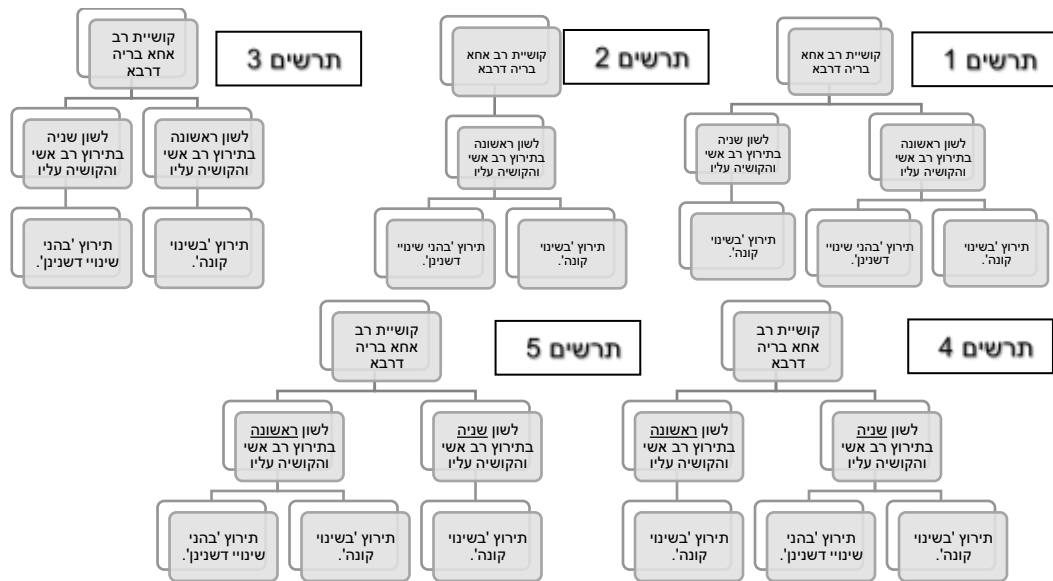 תרשים 1
קושיית רב אחא
בריה דרבא
לשון ראשונה
בתירוץ רב אשי
והקושיה עליו
לשון שניה
בתירוץ רב אשי
והקושיה עליו
תירוץ 'בשינוי
קונה'.
תירוץ 'בהני שינויי
דשנינן'.
תירוץ 'בשינוי
קונה'.
תרשים 2
קושיית רב אחא
בריה דרבא
לשון ראשונה
בתירוץ רב אשי
והקושיה עליו
תירוץ 'בשינוי
קונה'.
תירוץ 'בהני שינויי
דשנינן'.
תרשים 3
קושיית רב
אחא בריה
דרבא
לשון ראשונה
בתירוץ רב אשי
והקושיה עליו
לשון שניה
בתירוץ רב אשי
והקושיה עליו
תירוץ 'בשינוי
קונה'.
תירוץ 'בהני
שינויי דשנינן'.
תרשים 4
קושיית רב
אחא בריה
דרבא
לשון שניה
בתירוץ רב אשי
והקושיה עליו
לשון ראשונה
בתירוץ רב אשי
והקושיה עליו
תירוץ 'בשינוי
קונה'.
תירוץ 'בהני
שינויי דשנינן'.
תירוץ 'בשינוי
קונה'.
תרשים 5
קושיית רב
אחא בריה
דרבא
לשון שניה
בתירוץ רב אשי
והקושיה עליו
לשון ראשונה
בתירוץ רב אשי
והקושיה עליו
תירוץ 'בשינוי
קונה'.
תירוץ 'בשינוי
קונה'.
תירוץ 'בהני
שינויי דשנינן'.